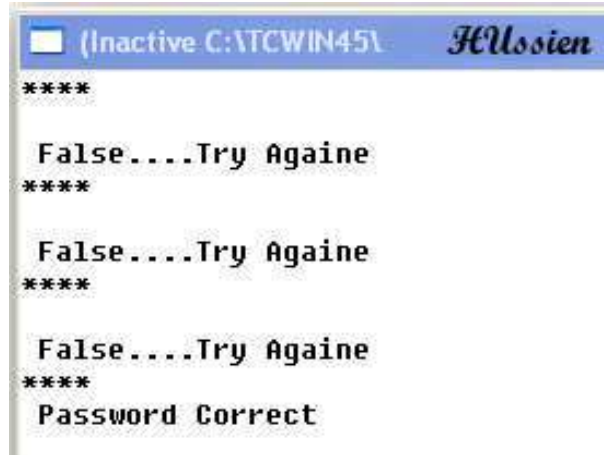 (Inactive C:\TCWIN45\ HUssien
****
False....Try Againe
****
False....Try Againe
****
False....Try Againe
****
Password Correct